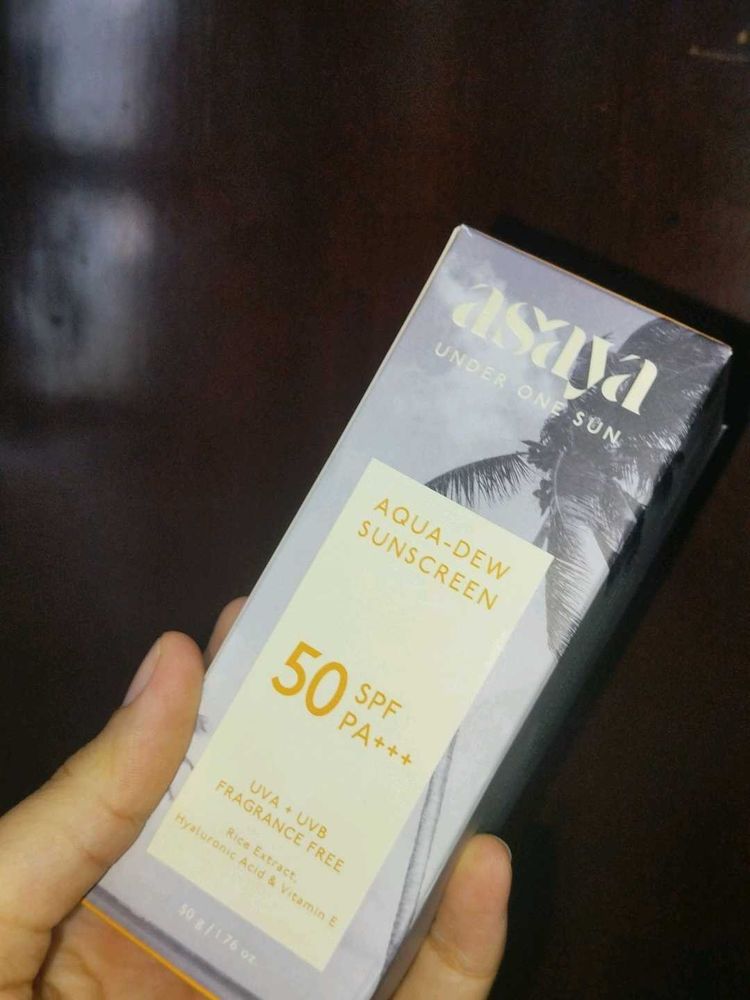 asaya
UNDER ONE SUN
AQUA-DEW
SUNSCREEN
50 SPF
PA+++
UVA + UVB
FRAGRANCE FREE
Rice Extract,
Hyaluronic Acid & Vitamin E
50 g / 1.76 oz